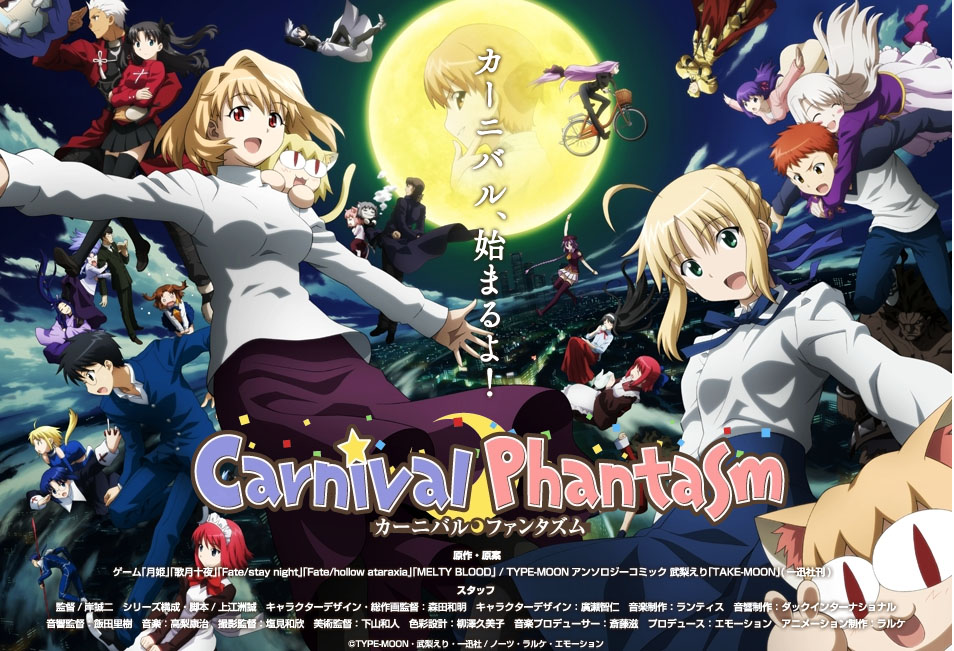 カーニバル、始まるよ!
Carnival Phantasm
カーニバル・ファンタズム
原作・原案
ゲーム「月姫」「歌月十夜」「Fate/stay night」「Fate/hollow ataraxia」「MELTY BLOOD」 / TYPE-MOON アンソロジーコミック 武梨えり「TAKE-MOON」(一迅社刊)
スタッフ
監督/岸誠二 シリーズ構成・脚本/上江洲誠 キャラクターデザイン・総作画監督:森田和明 キャラクターデザイン:廣瀬智仁 音楽制作:ランティス 音響制作:ダックスインターナショナル
音響監督:飯田里樹 音楽:高梨康治 撮影監督:塩見和欣 美術監督:下山和人 色彩設計:柳澤久美子 音楽プロデューサー:斎藤滋 プロデュース:エモーション アニメーション制作:ラルケ
©TYPE-MOON・武梨えり・一迅社/ノーツ・ラルケ・エモーション